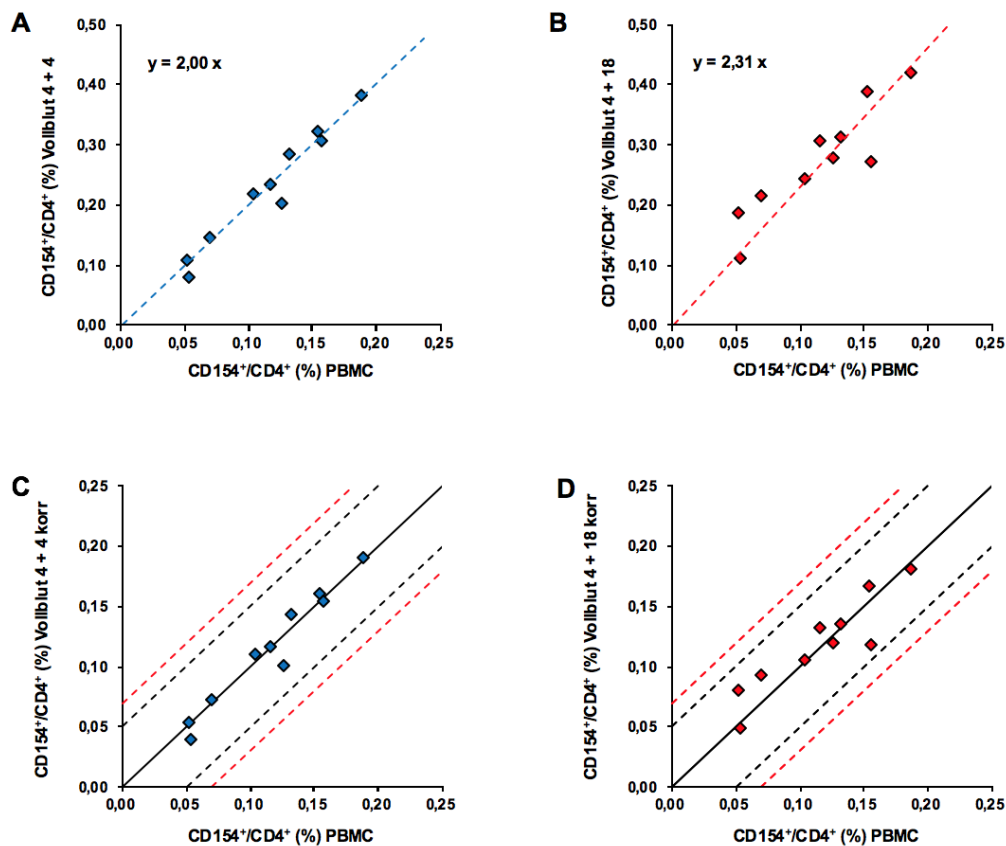 A
CD154⁺/CD4⁺ (%) Vollblut 4 + 4
y = 2,00 x
0,50
0,40
0,30
0,20
0,10
0,00
0,00 0,05 0,10 0,15 0,20 0,25
CD154⁺/CD4⁺ (%) PBMC
B
CD154⁺/CD4⁺ (%) Vollblut 4 + 18
y = 2,31 x
0,50
0,40
0,30
0,20
0,10
0,00
0,00 0,05 0,10 0,15 0,20 0,25
CD154⁺/CD4⁺ (%) PBMC
C
CD154⁺/CD4⁺ (%) Vollblut 4 + 4 korr
0,25
0,20
0,15
0,10
0,05
0,00
0,00 0,05 0,10 0,15 0,20 0,25
CD154⁺/CD4⁺ (%) PBMC
D
CD154⁺/CD4⁺ (%) Vollblut 4 + 18 korr
0,25
0,20
0,15
0,10
0,05
0,00
0,00 0,05 0,10 0,15 0,20 0,25
CD154⁺/CD4⁺ (%) PBMC